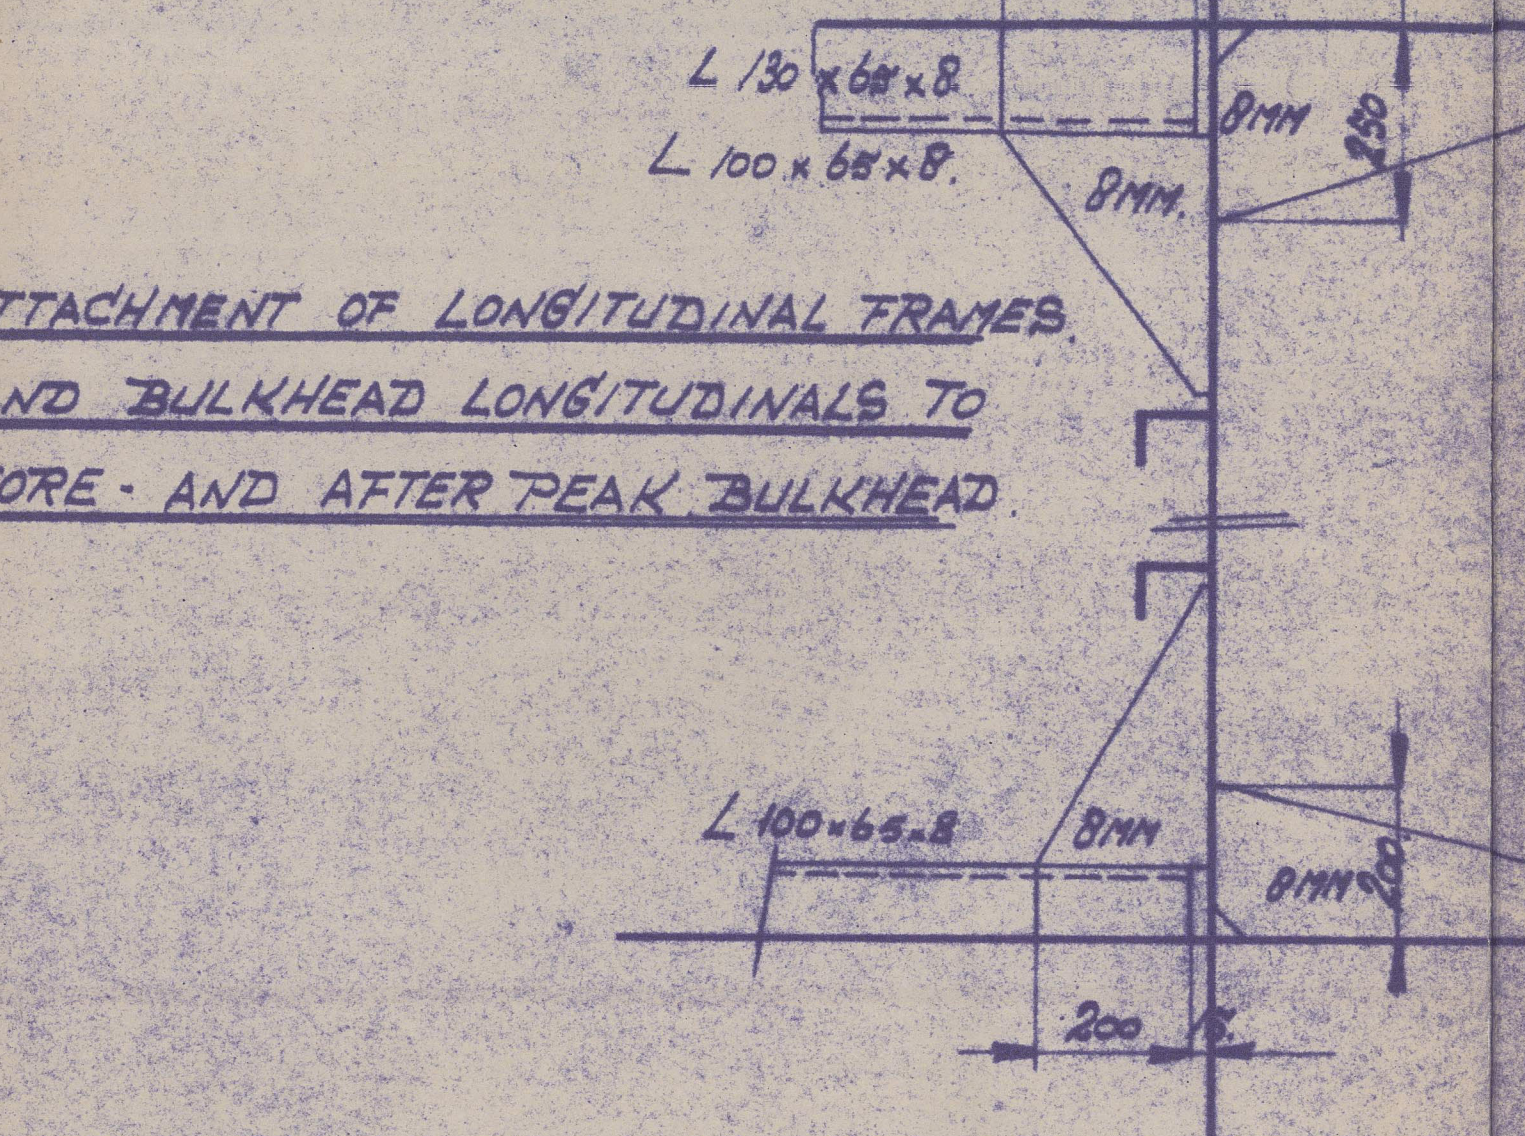 L 130 x 65 x 8.
8MM
250
L 100 x 65 x 8.
8MM.
TTACHMENT OF LONGITUDINAL FRAMES.
ND BULKHEAD LONGITUDINALS TO
ORE - AND AFTER PEAK BULKHEAD.
L 100 x 65 x 8
8MM
8MM
200
200
15.